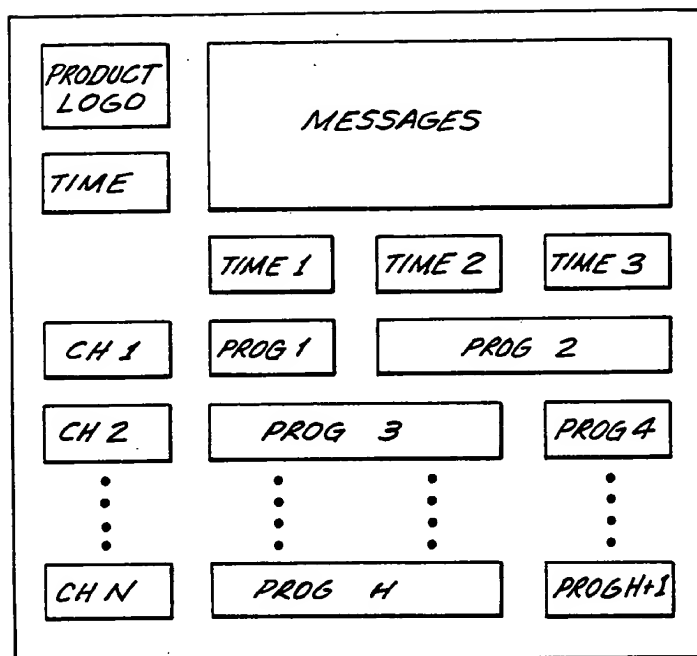 PRODUCT
LOGO
MESSAGES
TIME
TIME 1 TIME 2 TIME 3
CH 1 PROG 1 PROG 2
CH 2 PROG 3 PROG 4
CH N PROG H PROG H+1